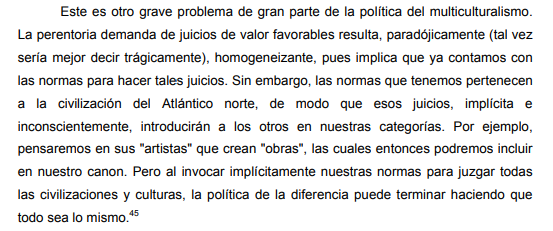 Este es otro grave problema de gran parte de la política del multiculturalismo.
La perentoria demanda de juicios de valor favorables resulta, paradójicamente (tal vez
sería mejor decir trágicamente), homogeneizante, pues implica que ya contamos con
las normas para hacer tales juicios. Sin embargo, las normas que tenemos pertenecen
a la civilización del Atlántico norte, de modo que esos juicios, implícita e
inconscientemente, introducirán a los otros en nuestras categorías. Por ejemplo,
pensaremos en sus "artistas" que crean "obras", las cuales entonces podremos incluir
en nuestro canon. Pero al invocar implícitamente nuestras normas para juzgar todas
las civilizaciones y culturas, la política de la diferencia puede terminar haciendo que
todo sea lo mismo.45